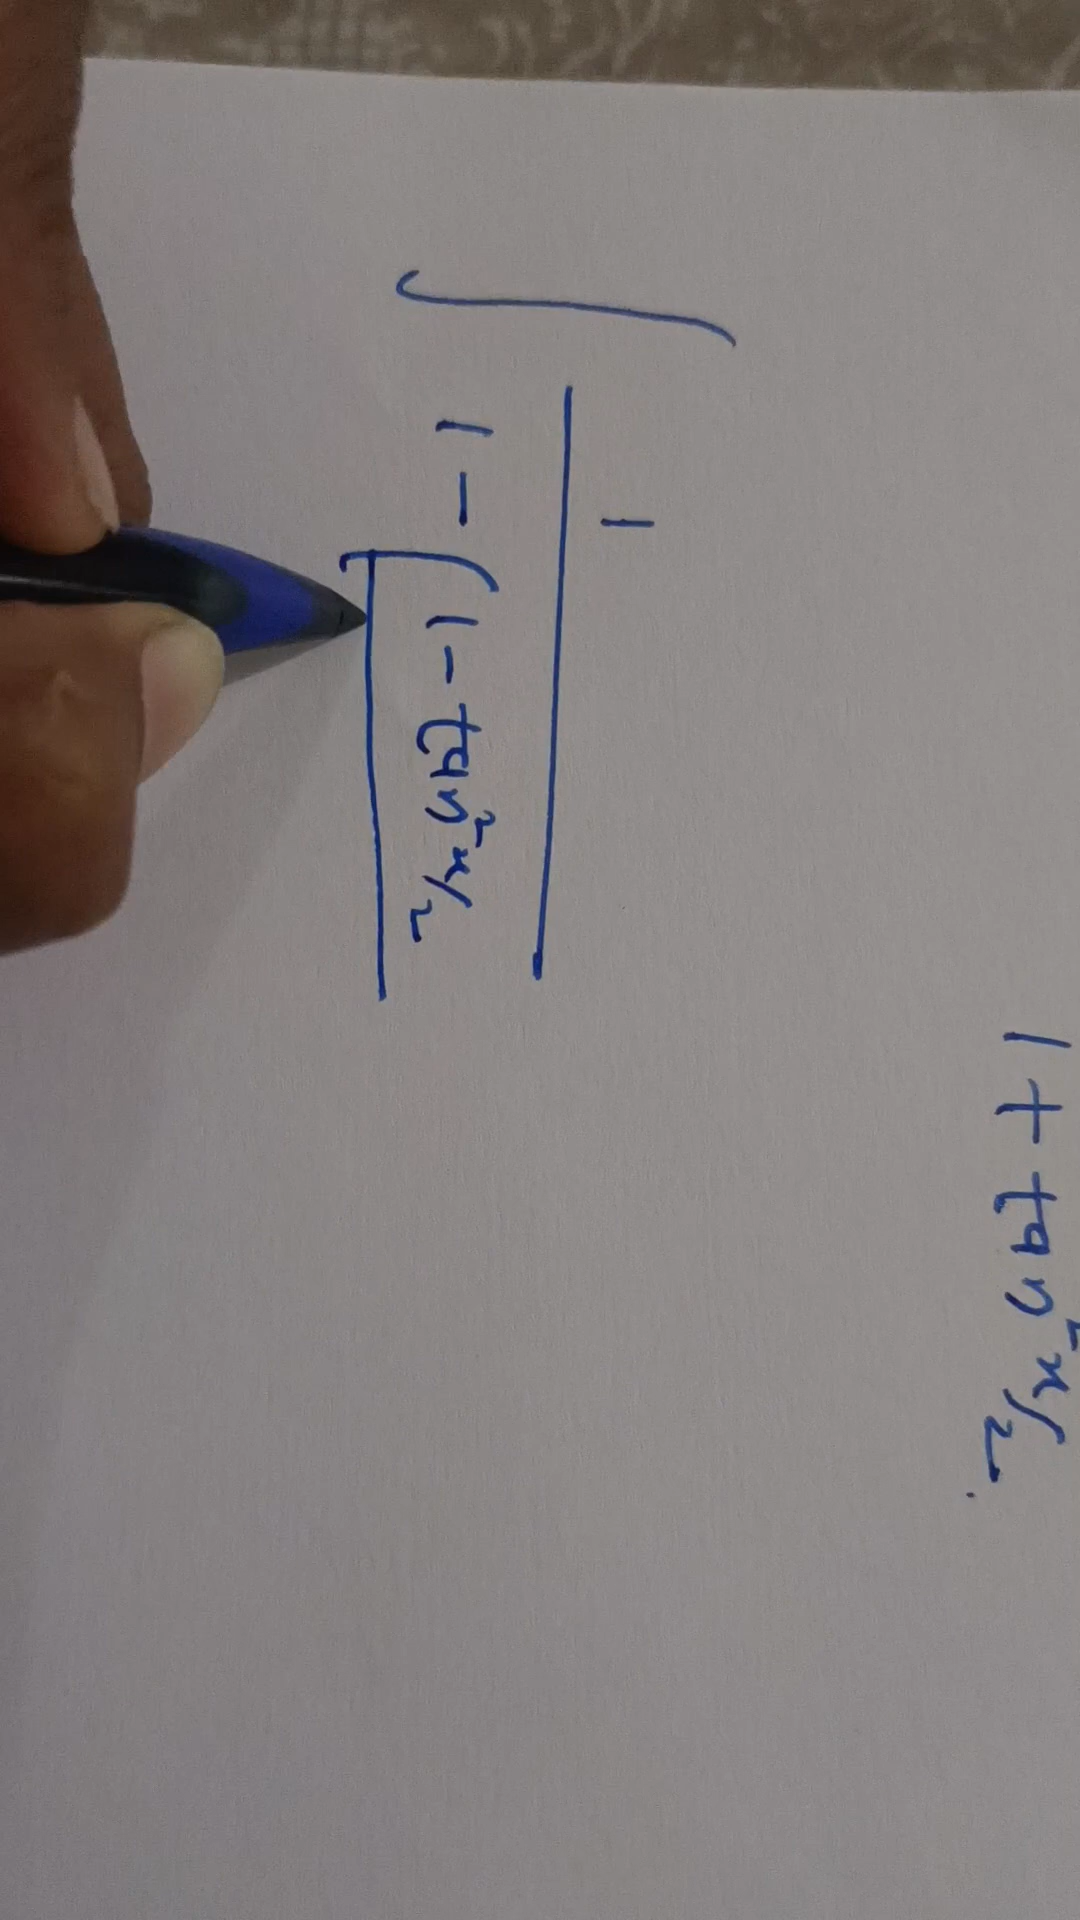 1 + tan²x/2.
∫ 1
1 - (1 - tan²x/2